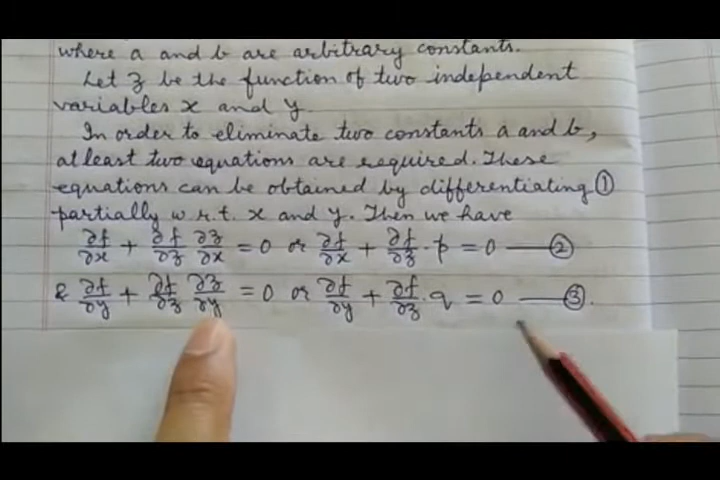 where a and b are arbitrary constants.
Let z be the function of two independent
variables x and y.
In order to eliminate two constants a and b,
at least two equations are required. These
equations can be obtained by differentiating ①
partially w.r.t. x and y. Then we have
∂f/∂x + ∂f/∂z ∂z/∂x = 0 or ∂f/∂x + ∂f/∂z · p = 0 — ②
& ∂f/∂y + ∂f/∂z ∂z/∂y = 0 or ∂f/∂y + ∂f/∂z · q = 0 — ③.